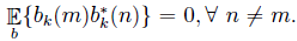 𝔼_b{b_k(m)b_k^*(n)} = 0, ∀ n ≠ m.